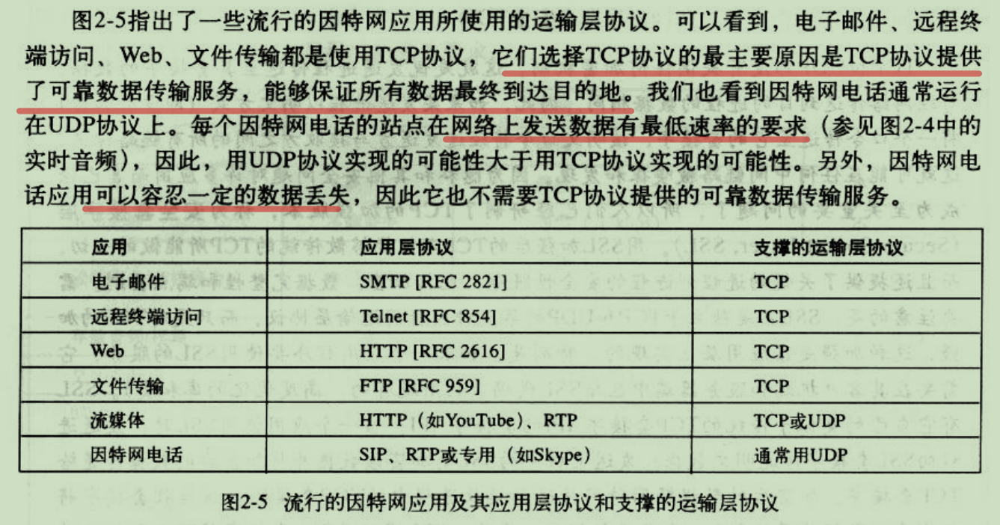 图2-5指出了一些流行的因特网应用所使用的运输层协议。可以看到，电子邮件、远程终
端访问、Web、文件传输都是使用TCP协议，它们选择TCP协议的最主要原因是TCP协议提供
了可靠数据传输服务，能够保证所有数据最终到达目的地。我们也看到因特网电话通常运行
在UDP协议上。每个因特网电话的站点在网络上发送数据有最低速率的要求（参见图2-4中的
实时音频），因此，用UDP协议实现的可能性大于用TCP协议实现的可能性。另外，因特网电
话应用可以容忍一定的数据丢失，因此它也不需要TCP协议提供的可靠数据传输服务。
应用 应用层协议 支撑的运输层协议
电子邮件 SMTP [RFC 2821] TCP
远程终端访问 Telnet [RFC 854] TCP
Web HTTP [RFC 2616] TCP
文件传输 FTP [RFC 959] TCP
流媒体 HTTP（如YouTube）、RTP TCP或UDP
因特网电话 SIP、RTP或专用（如Skype） 通常用UDP
图2-5 流行的因特网应用及其应用层协议和支撑的运输层协议